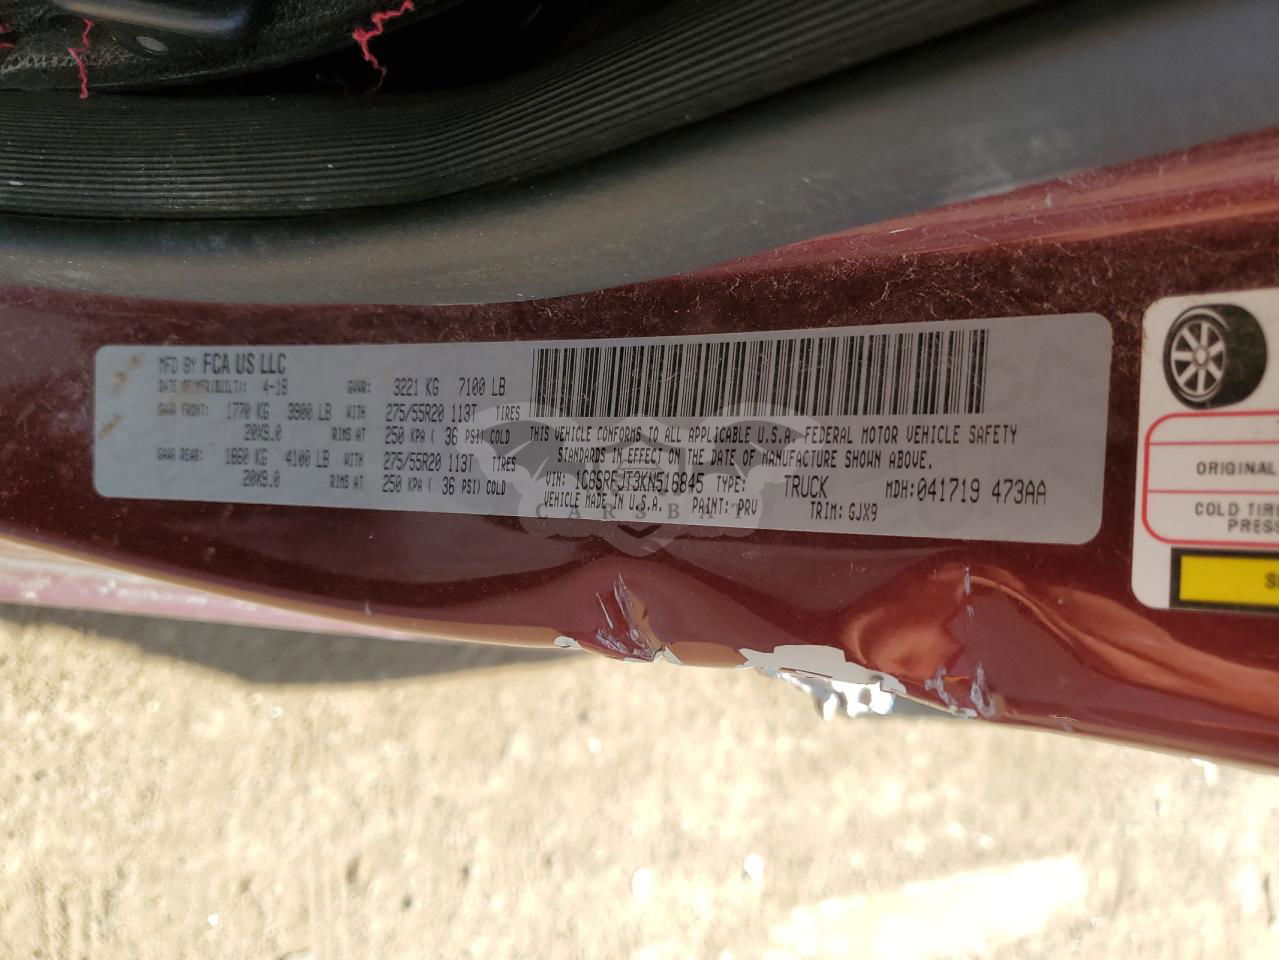 MFD BY FCA US LLC
DATE OF MFR(BUILT): 4-18 GVWR: 3221 KG 7100 LB
GAWR FRONT: 1770 KG 3900 LB WITH 275/55R20 113T TIRES
20X9.0 RIMS AT 250 KPA ( 36 PSI) COLD
GAWR REAR: 1860 KG 4100 LB WITH 275/55R20 113T TIRES
20X9.0 RIMS AT 250 KPA ( 36 PSI) COLD
THIS VEHICLE CONFORMS TO ALL APPLICABLE U.S.A. FEDERAL MOTOR VEHICLE SAFETY
STANDARDS IN EFFECT ON THE DATE OF MANUFACTURE SHOWN ABOVE.
VIN: 1C6SRFJT3KN516845 TYPE: TRUCK MDH:041719 473AA
VEHICLE MADE IN U.S.A. PAINT: PRV TRIM: GJX9
CARSBAT
ORIGINAL
COLD TIR
PRESS